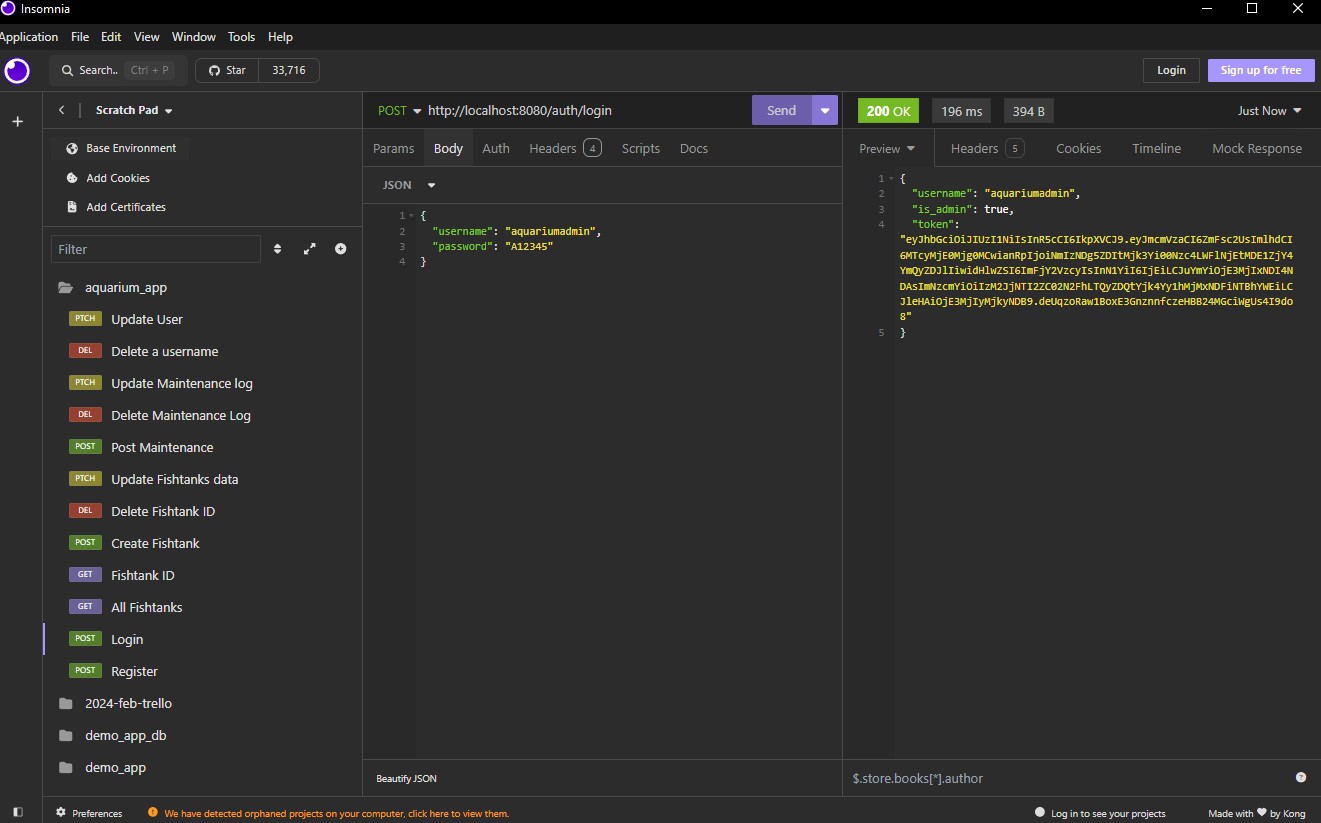 Insomnia
Application File Edit View Window Tools Help
Search.. Ctrl + P Star 33,716 Login Sign up for free
Scratch Pad
Base Environment
Add Cookies
Add Certificates
Filter
aquarium_app
PTCH Update User
DEL Delete a username
PTCH Update Maintenance log
DEL Delete Maintenance Log
POST Post Maintenance
PTCH Update Fishtanks data
DEL Delete Fishtank ID
POST Create Fishtank
GET Fishtank ID
GET All Fishtanks
POST Login
POST Register
2024-feb-trello
demo_app_db
demo_app
POST http://localhost:8080/auth/login Send
Params Body Auth Headers 4 Scripts Docs
JSON
1 {
2 "username": "aquariumadmin",
3 "password": "A12345"
4 }
Beautify JSON
200 OK 196 ms 394 B Just Now
Preview Headers 5 Cookies Timeline Mock Response
1 {
2 "username": "aquariumadmin",
3 "is_admin": true,
4 "token":
5 }
$.store.books[*].author
Preferences
We have detected orphaned projects on your computer, click here to view them.
Log in to see your projects Made with by Kong